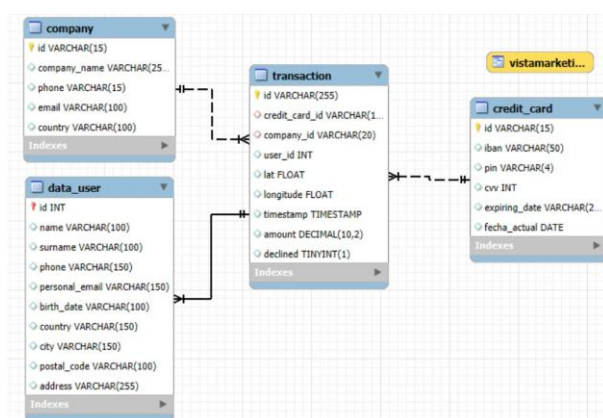 company
id VARCHAR(15)
company_name VARCHAR(25...
phone VARCHAR(15)
email VARCHAR(100)
country VARCHAR(100)
Indexes
data_user
id INT
name VARCHAR(100)
surname VARCHAR(100)
phone VARCHAR(150)
personal_email VARCHAR(150)
birth_date VARCHAR(100)
country VARCHAR(150)
city VARCHAR(150)
postal_code VARCHAR(100)
address VARCHAR(255)
Indexes
transaction
id VARCHAR(255)
credit_card_id VARCHAR(1...
company_id VARCHAR(20)
user_id INT
lat FLOAT
longitude FLOAT
timestamp TIMESTAMP
amount DECIMAL(10,2)
declined TINYINT(1)
Indexes
vistamarketi...
credit_card
id VARCHAR(15)
iban VARCHAR(50)
pin VARCHAR(4)
cvv INT
expiring_date VARCHAR(2...
fecha_actual DATE
Indexes